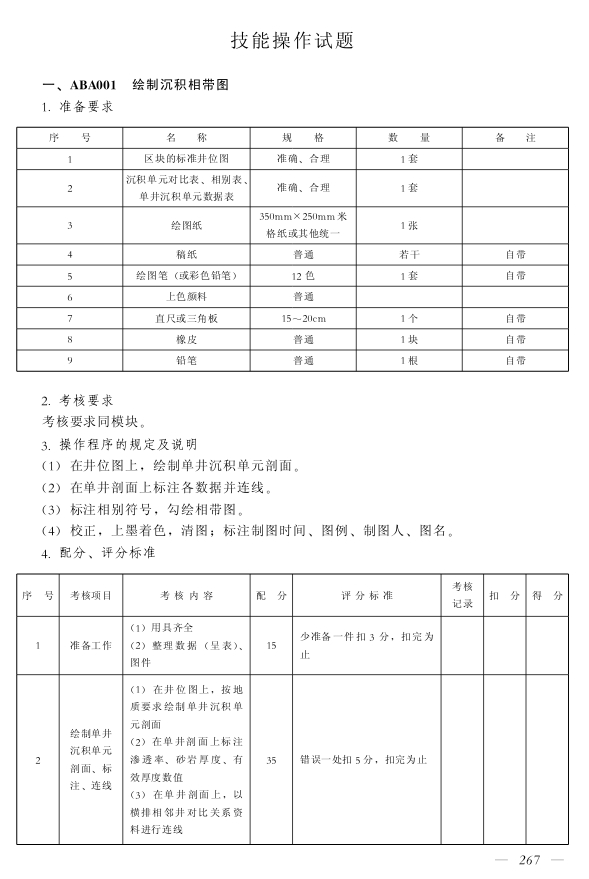 技能操作试题
一、ABA001 绘制沉积相带图
1. 准备要求
序 号 名 称 规 格 数 量 备 注
1 区块的标准井位图 准确、合理 1套
2 沉积单元对比表、相别表、单井沉积单元数据表 准确、合理 1套
3 绘图纸 350mm×250mm米格纸或其他统一 1张
4 稿纸 普通 若干 自带
5 绘图笔（或彩色铅笔） 12色 1套 自带
6 上色颜料 普通
7 直尺或三角板 15～20cm 1个 自带
8 橡皮 普通 1块 自带
9 铅笔 普通 1根 自带
2. 考核要求
考核要求同模块。
3. 操作程序的规定及说明
（1）在井位图上，绘制单井沉积单元剖面。
（2）在单井剖面上标注各数据并连线。
（3）标注相别符号，勾绘相带图。
（4）校正，上墨着色，清图；标注制图时间、图例、制图人、图名。
4. 配分、评分标准
序 号 考核项目 考 核 内 容 配 分 评 分 标 准 考核记录 扣 分 得 分
1 准备工作
（1）用具齐全
（2）整理数据（呈表）、
图件
15
少准备一件扣3分，扣完为
止
2
绘制单井
沉积单元
剖面、标
注、连线
（1）在井位图上，按地
质要求绘制单井沉积单
元剖面
（2）在单井剖面上标注
渗透率、砂岩厚度、有
效厚度数值
（3）在单井剖面上，以
横排相邻井对比关系资
料进行连线
35
错误一处扣5分，扣完为止
— 267 —